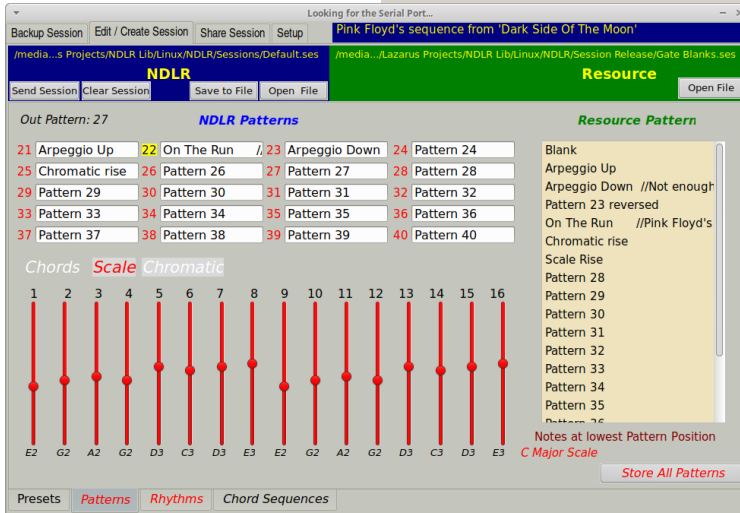 Looking for the Serial Port...
Backup Session Edit / Create Session Share Session Setup
Pink Floyd's sequence from 'Dark Side Of The Moon'
/media...s Projects/NDLR Lib/Linux/NDLR/Sessions/Default.ses
/media.../Lazarus Projects/NDLR Lib/Linux/NDLR/Session Release/Gate Blanks.ses
NDLR
Resource
Send Session Clear Session Save to File Open File
Open File
Out Pattern: 27 NDLR Patterns
Resource Pattern
21 Arpeggio Up 22 On The Run /, 23 Arpeggio Down 24 Pattern 24
25 Chromatic rise 26 Pattern 26 27 Pattern 27 28 Pattern 28
29 Pattern 29 30 Pattern 30 31 Pattern 31 32 Pattern 32
33 Pattern 33 34 Pattern 34 35 Pattern 35 36 Pattern 36
37 Pattern 37 38 Pattern 38 39 Pattern 39 40 Pattern 40
Blank
Arpeggio Up
Arpeggio Down //Not enough
Pattern 23 reversed
On The Run //Pink Floyd's
Chromatic rise
Scale Rise
Pattern 28
Pattern 29
Pattern 30
Pattern 31
Pattern 32
Pattern 33
Pattern 34
Pattern 35
Pattern 36
Chords Scale Chromatic
1 2 3 4 5 6 7 8 9 10 11 12 13 14 15 16
E2 G2 A2 G2 D3 C3 D3 E3 E2 G2 A2 G2 D3 C3 D3 E3
Notes at lowest Pattern Position
C Major Scale
Store All Patterns
Presets Patterns Rhythms Chord Sequences